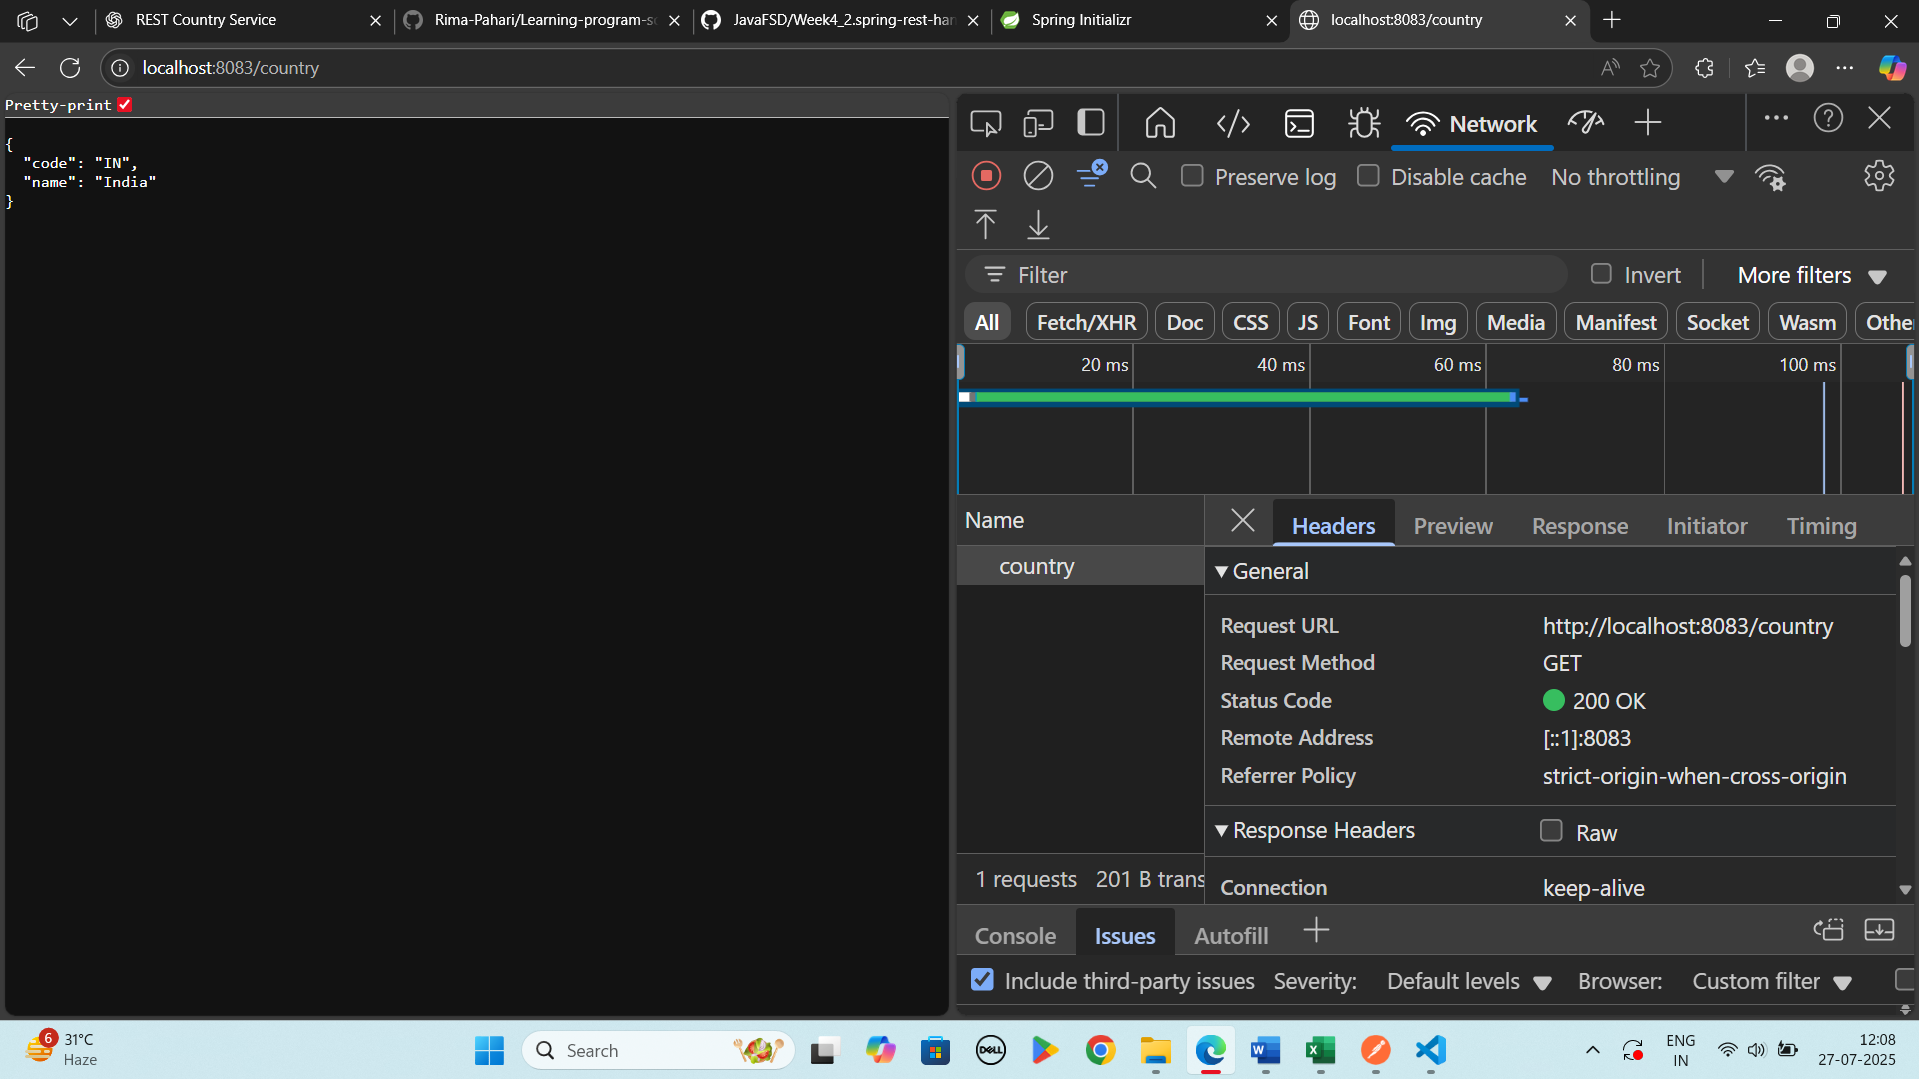 REST Country Service
Rima-Pahari/Learning-program-so
JavaFSD/Week4_2.spring-rest-han
Spring Initializr
localhost:8083/country
localhost:8083/country
Pretty-print
{
"code": "IN",
"name": "India"
}
Network
Preserve log
Disable cache
No throttling
Filter
Invert
More filters
All
Fetch/XHR
Doc
CSS
JS
Font
Img
Media
Manifest
Socket
Wasm
Othe
20 ms
40 ms
60 ms
80 ms
100 ms
Name
Headers
Preview
Response
Initiator
Timing
country
General
Request URL
http://localhost:8083/country
Request Method
GET
Status Code
200 OK
Remote Address
[::1]:8083
Referrer Policy
strict-origin-when-cross-origin
Response Headers
Raw
1 requests
201 B trans
Connection
keep-alive
Console
Issues
Autofill
Include third-party issues
Severity:
Default levels
Browser:
Custom filter
6
31°C
Haze
Search
DELL
W
X
ENG
IN
12:08
27-07-2025